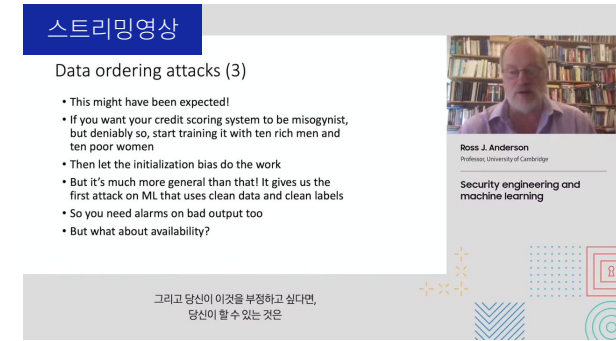 스트리밍영상
Data ordering attacks (3)
• This might have been expected!
• If you want your credit scoring system to be misogynist,
but deniably so, start training it with ten rich men and
ten poor women
• Then let the initialization bias do the work
• But it's much more general than that! It gives us the
first attack on ML that uses clean data and clean labels
• So you need alarms on bad output too
• But what about availability?
Ross J. Anderson
Professor, University of Cambridge
Security engineering and
machine learning
그리고 당신이 이것을 부정하고 싶다면,
당신이 할 수 있는 것은